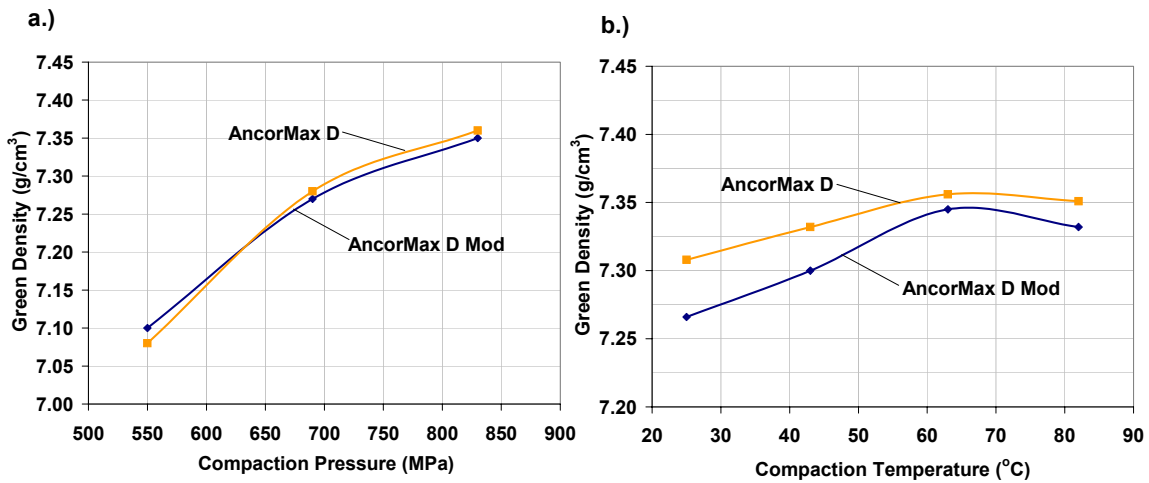 a.)
7.45
7.40
7.35
7.30
7.25
7.20
7.15
7.10
7.05
7.00
Green Density (g/cm³)
AncorMax D
AncorMax D Mod
500 550 600 650 700 750 800 850 900
Compaction Pressure (MPa)
b.)
7.45
7.40
7.35
7.30
7.25
7.20
Green Density (g/cm³)
AncorMax D
AncorMax D Mod
20 30 40 50 60 70 80 90
Compaction Temperature (°C)